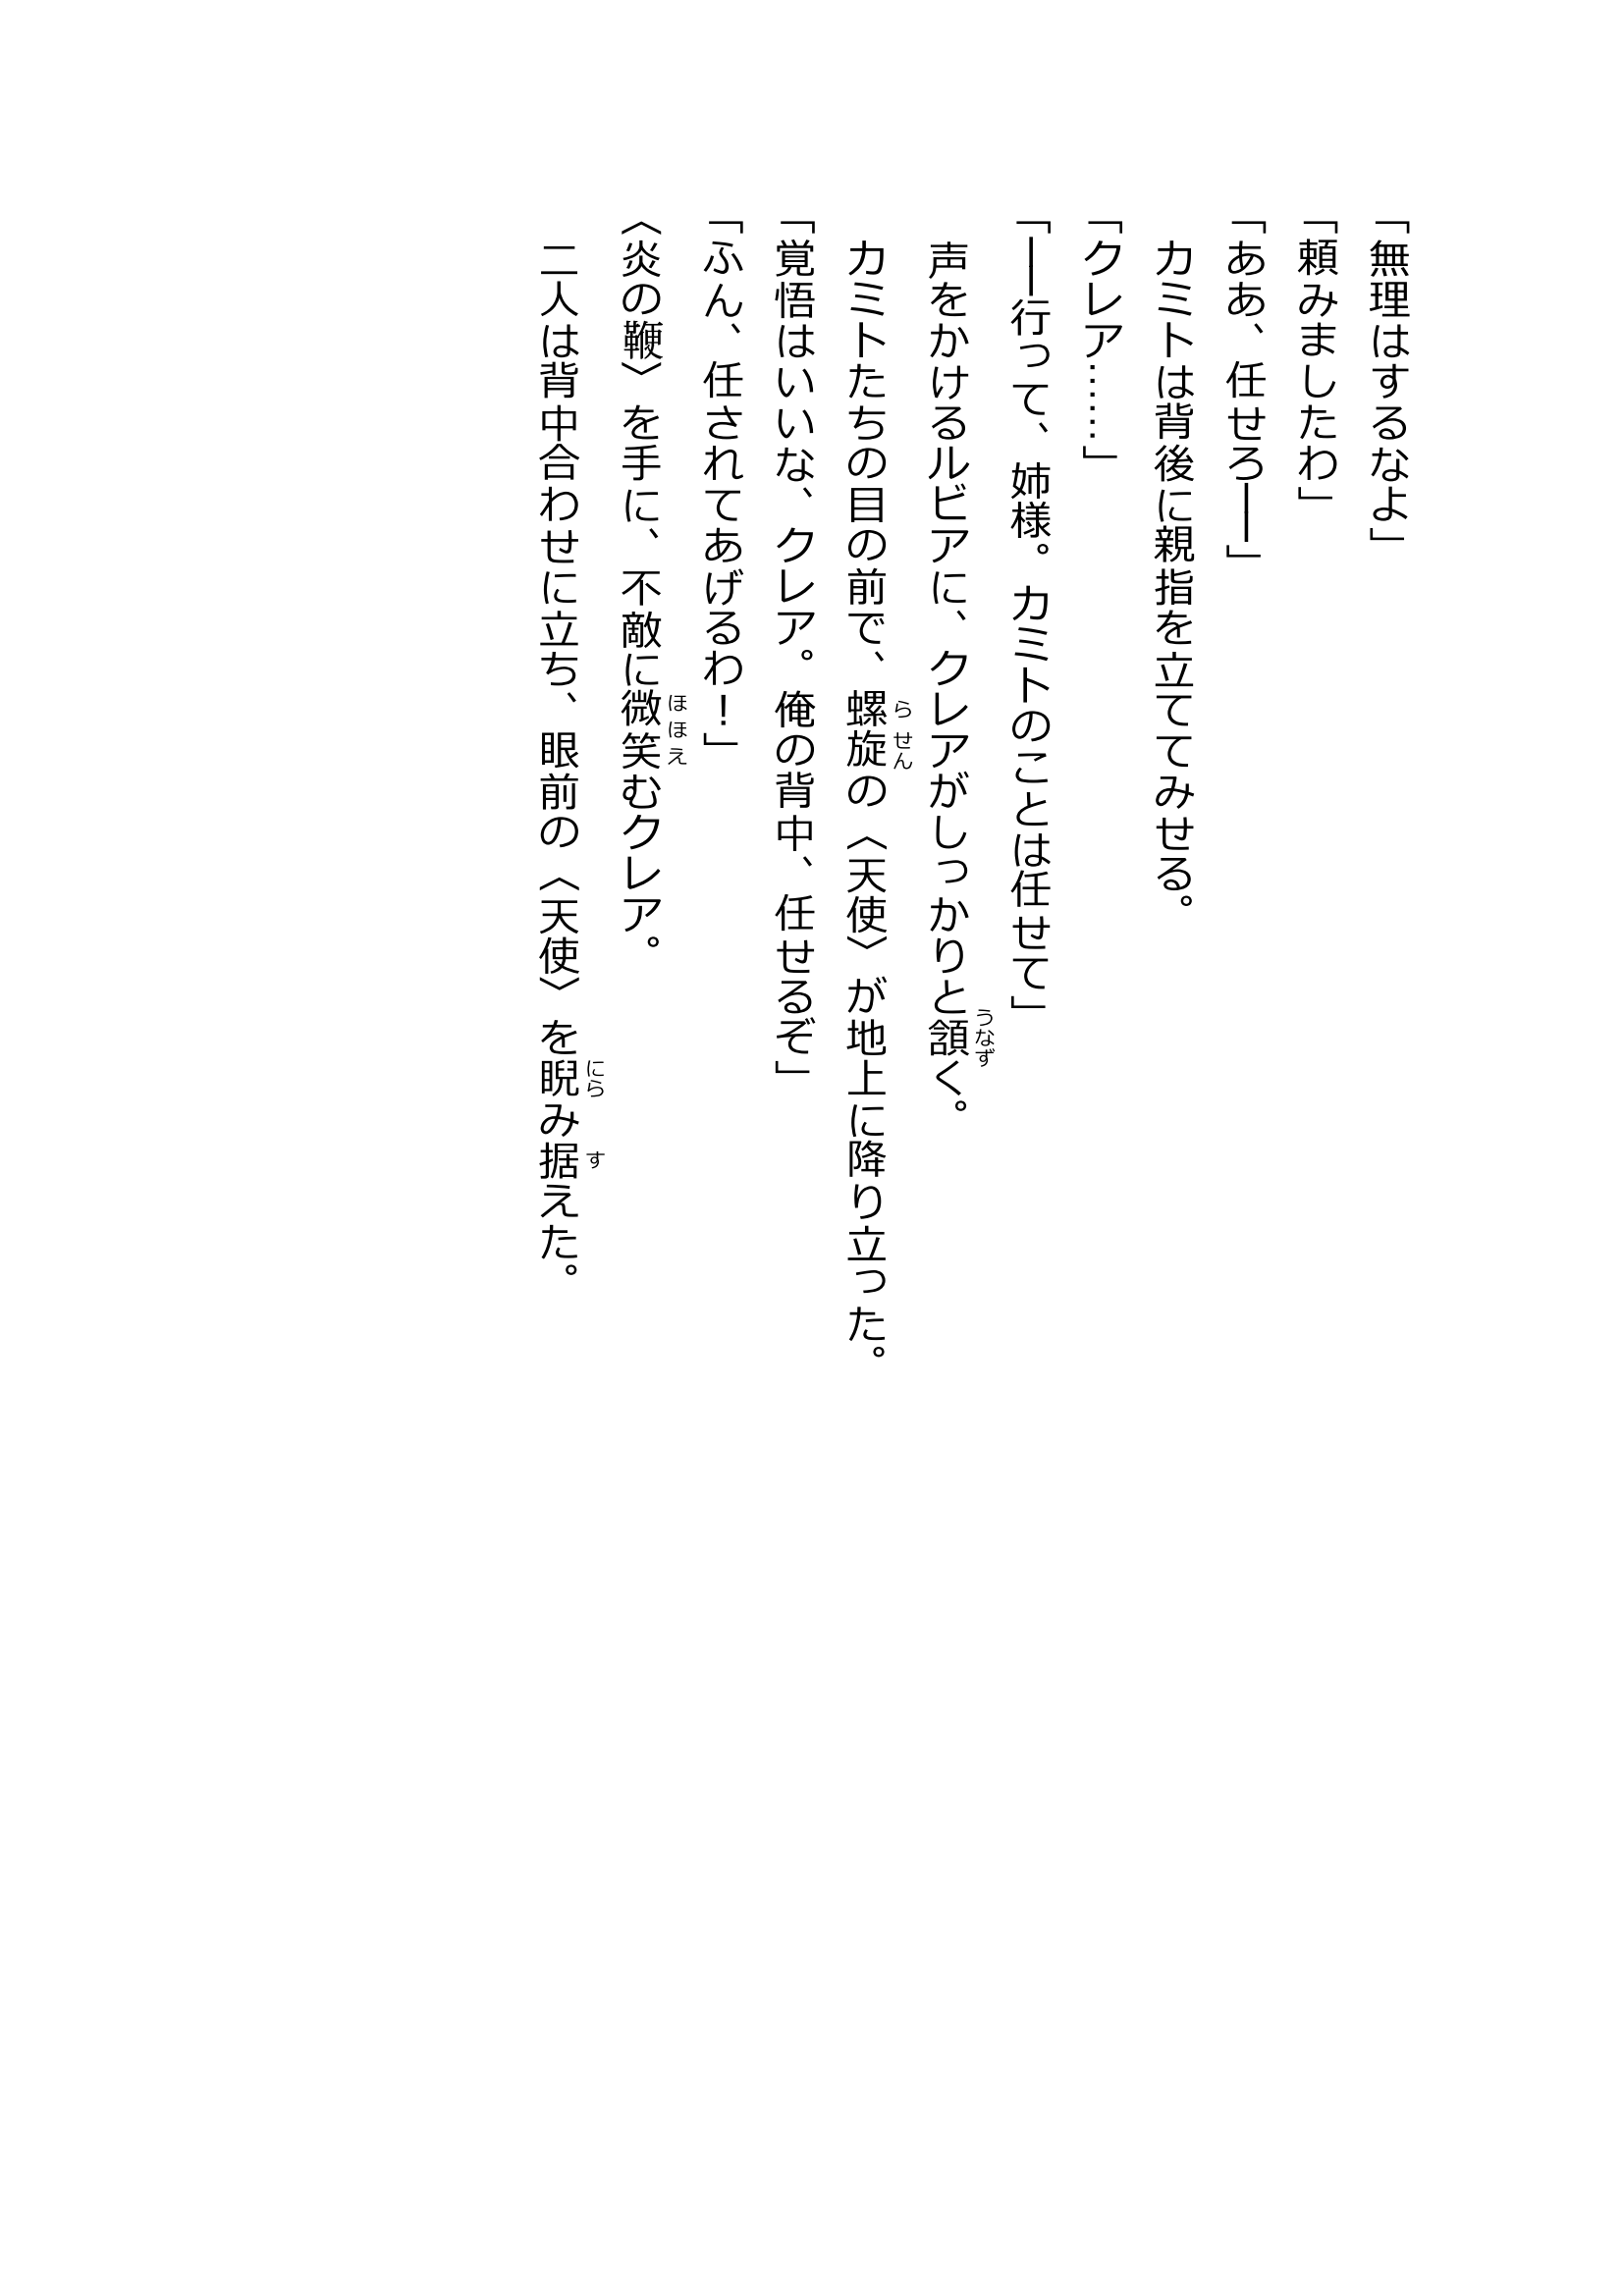 「無理はするなよ」
「頼みましたわ」
「ああ、任せろ――」
　カミトは背後に親指を立ててみせる。
「クレア……」
「――行って、姉様。カミトのことは任せて」
　声をかけるルビアに、クレアがしっかりと頷く。
　カミトたちの目の前で、螺旋の〈天使〉が地上に降り立った。
「覚悟はいいな、クレア。俺の背中、任せるぞ」
「ふん、任されてあげるわ！」
〈炎の鞭〉を手に、不敵に微笑むクレア。
　二人は背中合わせに立ち、眼前の〈天使〉を睨み据えた。